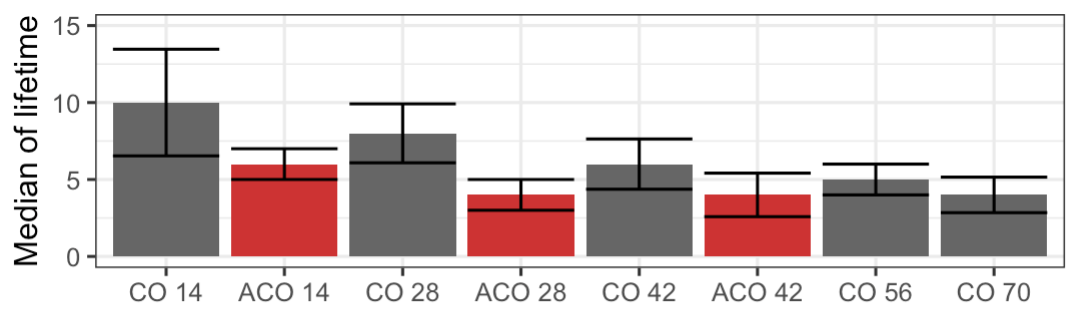 Median of lifetime
15
10
5
0
CO 14 ACO 14 CO 28 ACO 28 CO 42 ACO 42 CO 56 CO 70